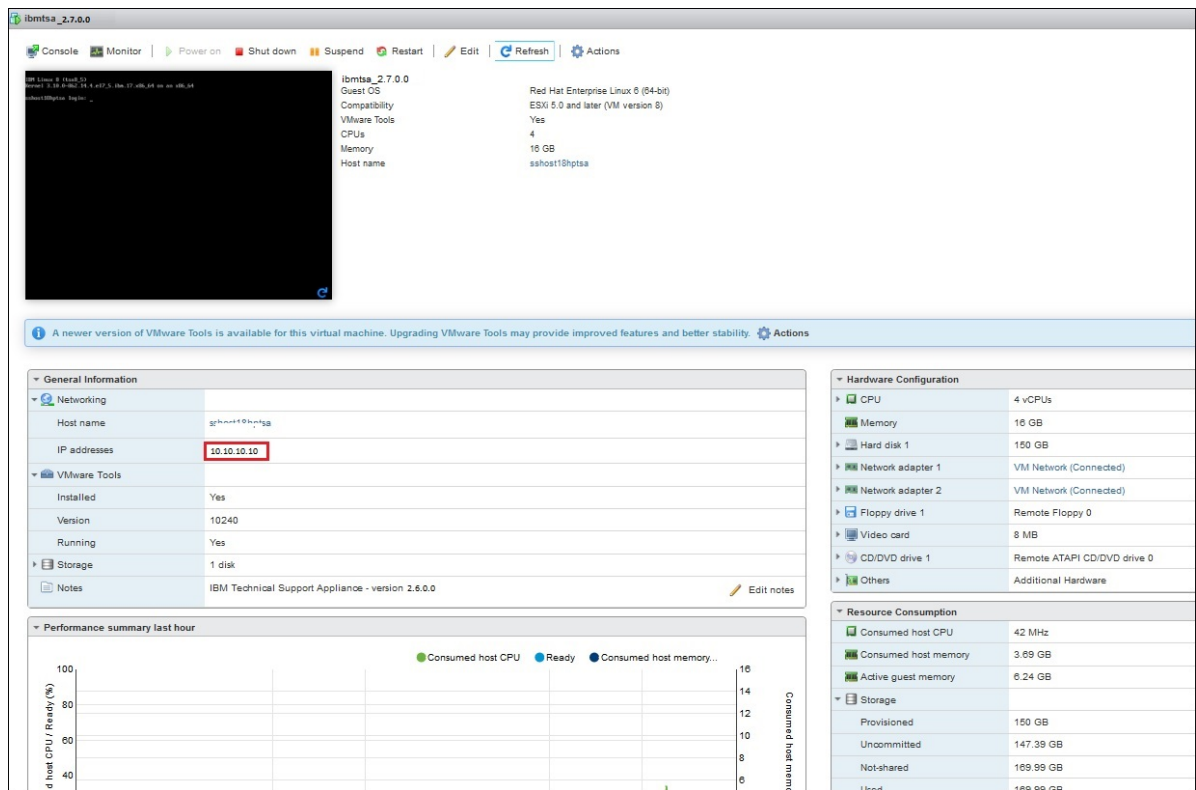 ibmtsa_2.7.0.0
Console Monitor Power on Shut down Suspend Restart Edit Refresh Actions
ibmtsa_2.7.0.0
Guest OS Red Hat Enterprise Linux 6 (64-bit)
Compatibility ESXi 5.0 and later (VM version 8)
VMware Tools Yes
CPUs 4
Memory 16 GB
Host name sshost18hptsa
A newer version of VMware Tools is available for this virtual machine. Upgrading VMware Tools may provide improved features and better stability. Actions
General Information
Networking
Host name
IP addresses 10.10.10.10
VMware Tools
Installed Yes
Version 10240
Running Yes
Storage 1 disk
Notes IBM Technical Support Appliance - version 2.6.0.0 Edit notes
Performance summary last hour
Consumed host CPU Ready Consumed host memory...
100
80
60
40
d host CPU / Ready (%)
16
14
12
10
8
6
Consumed host memo
Hardware Configuration
CPU 4 vCPUs
Memory 16 GB
Hard disk 1 150 GB
Network adapter 1 VM Network (Connected)
Network adapter 2 VM Network (Connected)
Floppy drive 1 Remote Floppy 0
Video card 8 MB
CD/DVD drive 1 Remote ATAPI CD/DVD drive 0
Others Additional Hardware
Resource Consumption
Consumed host CPU 42 MHz
Consumed host memory 3.69 GB
Active guest memory 6.24 GB
Storage
Provisioned 150 GB
Uncommitted 147.39 GB
Not-shared 169.99 GB
Used 169.99 GB